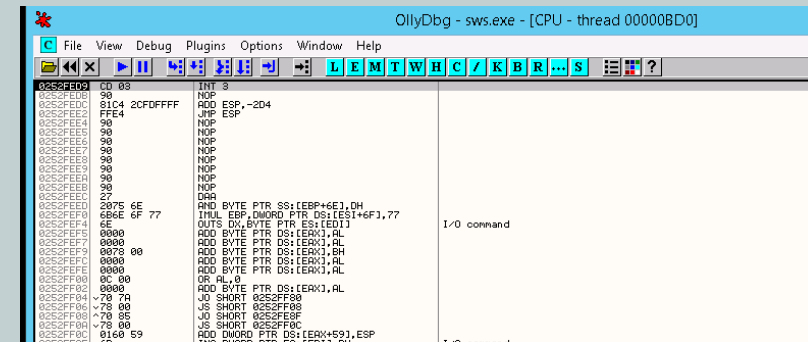 OllyDbg - sws.exe - [CPU - thread 00000BD0]
C File View Debug Plugins Options Window Help
L E M T W H C / K B R ... S ?
0252FED9 CD 03 INT 3
0252FEDB 90 NOP
0252FEDC 81C4 2CFDFFFF ADD ESP,-2D4
0252FEE2 FFE4 JMP ESP
0252FEE4 90 NOP
0252FEE5 90 NOP
0252FEE6 90 NOP
0252FEE7 90 NOP
0252FEE8 90 NOP
0252FEE9 90 NOP
0252FEEA 90 NOP
0252FEEB 90 NOP
0252FEEC 27 DAA
0252FEED 2075 6E AND BYTE PTR SS:[EBP+6E],DH
0252FEF0 6B6E 6F 77 IMUL EBP,DWORD PTR DS:[ESI+6F],77
0252FEF4 6E OUTS DX,BYTE PTR ES:[EDI] I/O command
0252FEF5 0000 ADD BYTE PTR DS:[EAX],AL
0252FEF7 0000 ADD BYTE PTR DS:[EAX],AL
0252FEF9 0078 00 ADD BYTE PTR DS:[EAX],BH
0252FEFC 0000 ADD BYTE PTR DS:[EAX],AL
0252FEFE 0000 ADD BYTE PTR DS:[EAX],AL
0252FF00 0C 00 OR AL,0
0252FF02 0000 ADD BYTE PTR DS:[EAX],AL
0252FF04 70 7A JO SHORT 0252FF80
0252FF06 78 00 JS SHORT 0252FF08
0252FF08 70 85 JO SHORT 0252FE8F
0252FF0A 78 00 JS SHORT 0252FF0C
0252FF0C 0160 59 ADD DWORD PTR DS:[EAX+59],ESP